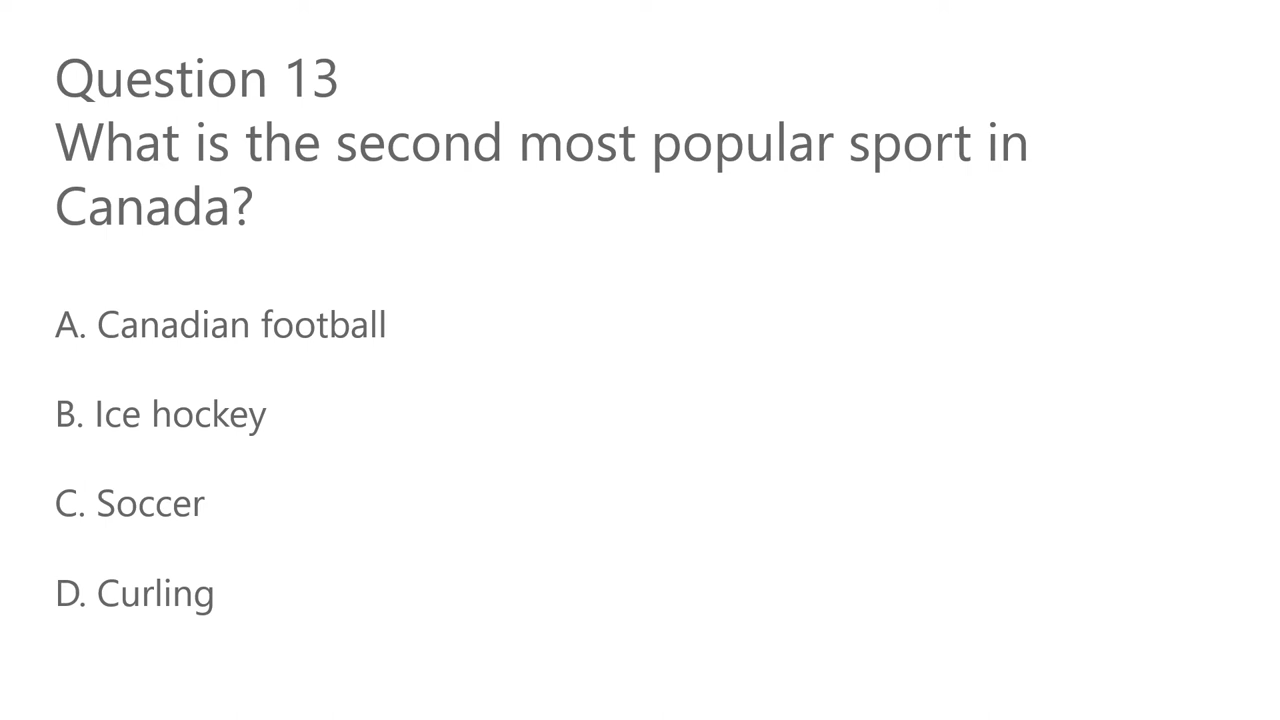 Question 13
What is the second most popular sport in
Canada?
A. Canadian football
B. Ice hockey
C. Soccer
D. Curling